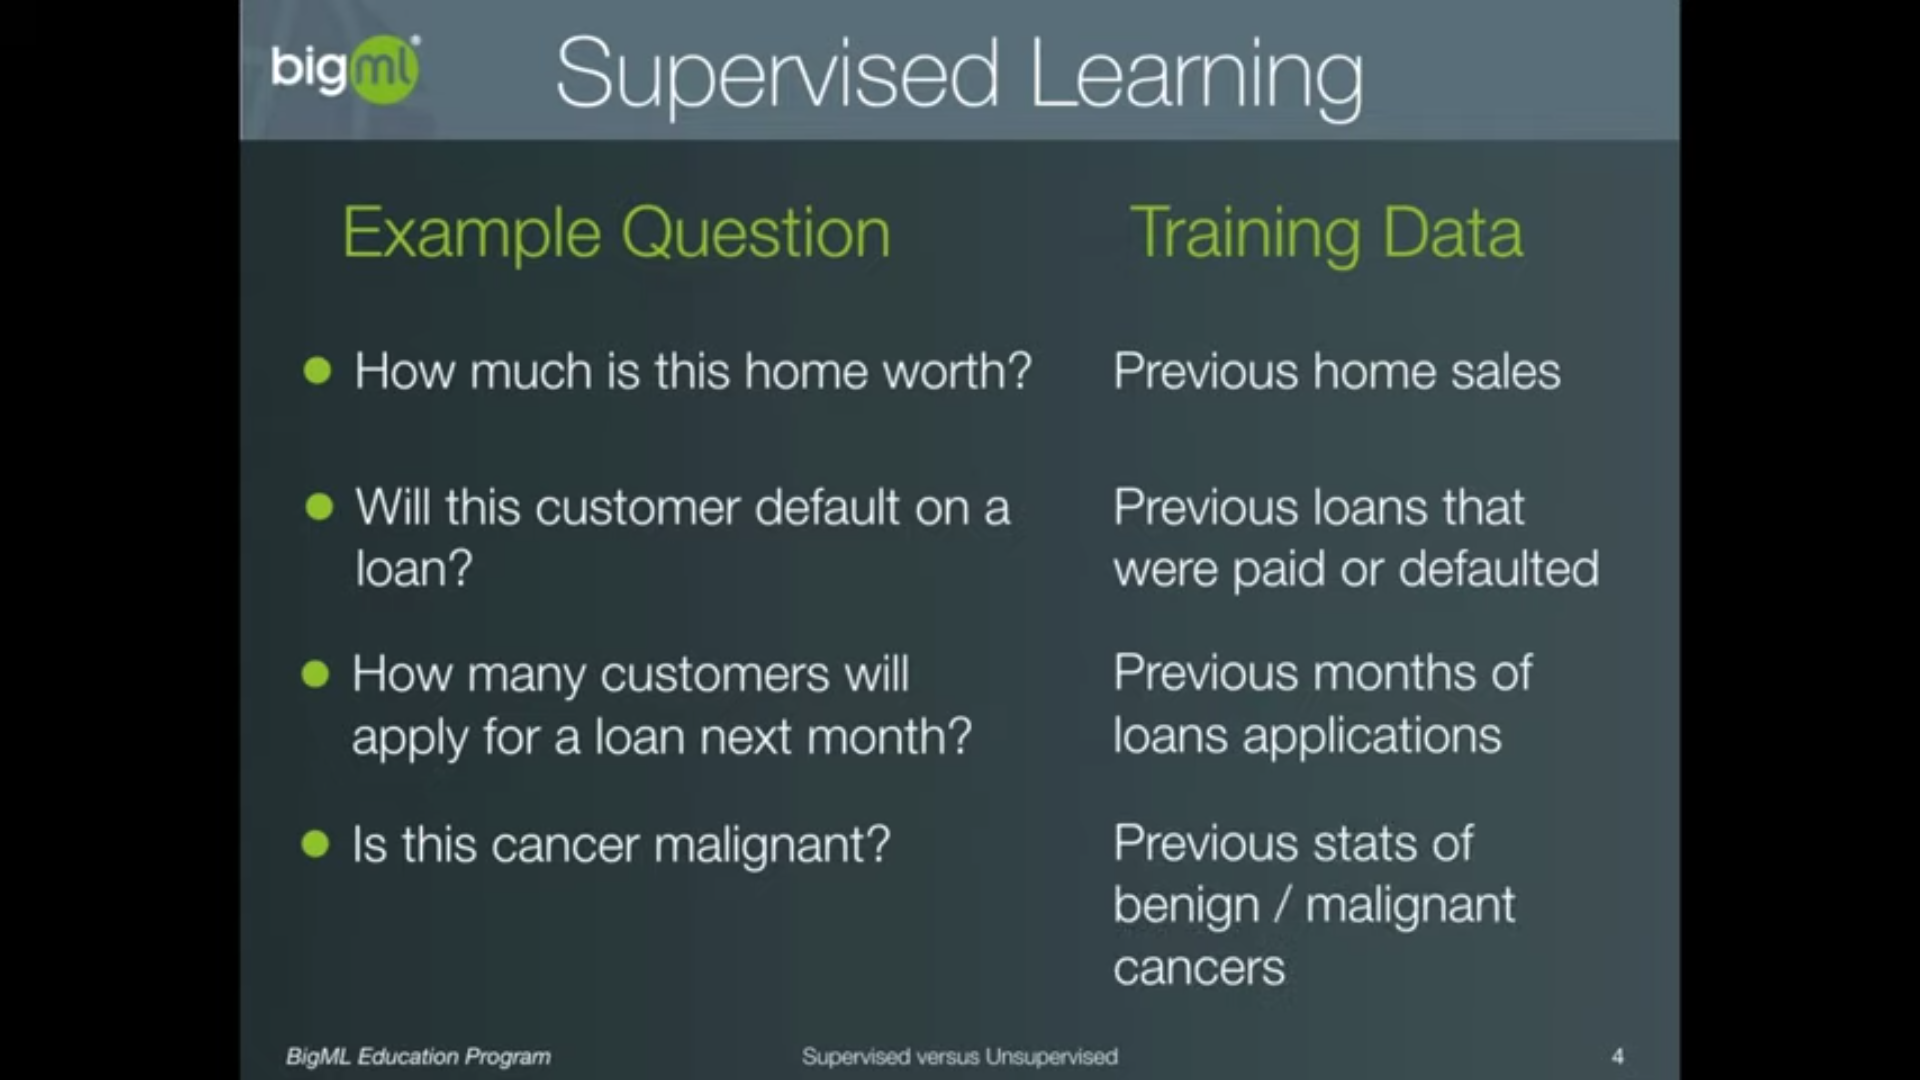 bigml
Supervised Learning
Example Question
Training Data
How much is this home worth?
Previous home sales
Will this customer default on a
loan?
Previous loans that
were paid or defaulted
How many customers will
apply for a loan next month?
Previous months of
loans applications
Is this cancer malignant?
Previous stats of
benign / malignant
cancers
BigML Education Program
Supervised versus Unsupervised
4